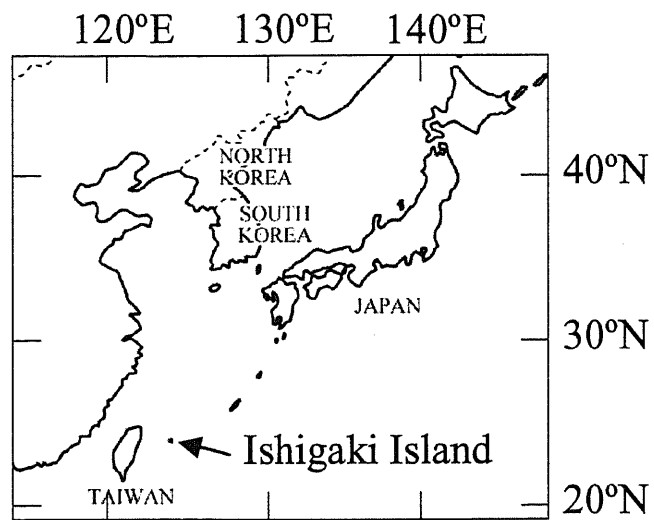 120ºE 130ºE 140ºE
NORTH
KOREA
40ºN
SOUTH
KOREA
JAPAN
30ºN
Ishigaki Island
TAIWAN
20ºN